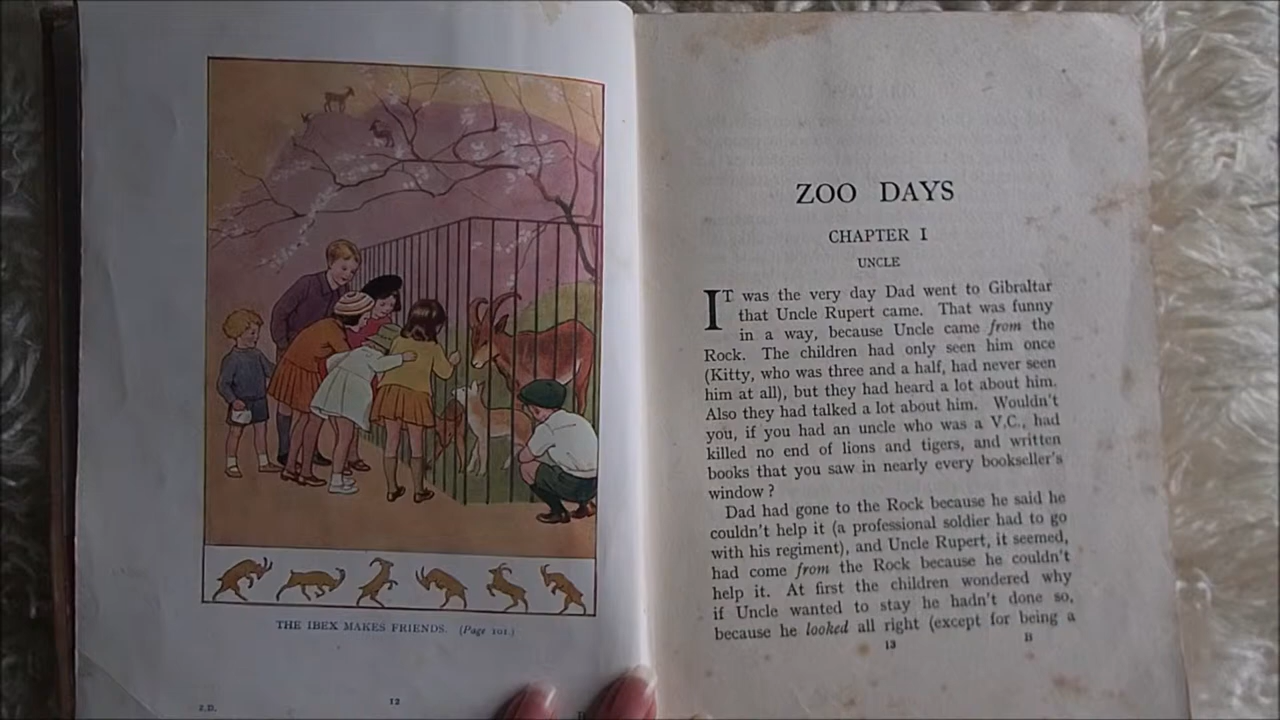 THE IBEX MAKES FRIENDS. (Page 101.)
Z.D.
12
ZOO DAYS
CHAPTER I
UNCLE
IT was the very day Dad went to Gibraltar
that Uncle Rupert came. That was funny
in a way, because Uncle came from the
Rock. The children had only seen him once
(Kitty, who was three and a half, had never seen
him at all), but they had heard a lot about him.
Also they had talked a lot about him. Wouldn't
you, if you had an uncle who was a V.C., had
killed no end of lions and tigers, and written
books that you saw in nearly every bookseller's
window?
Dad had gone to the Rock because he said he
couldn't help it (a professional soldier had to go
with his regiment), and Uncle Rupert, it seemed,
had come from the Rock because he couldn't
help it. At first the children wondered why
if Uncle wanted to stay he hadn't done so,
because he looked all right (except for being a
13
B